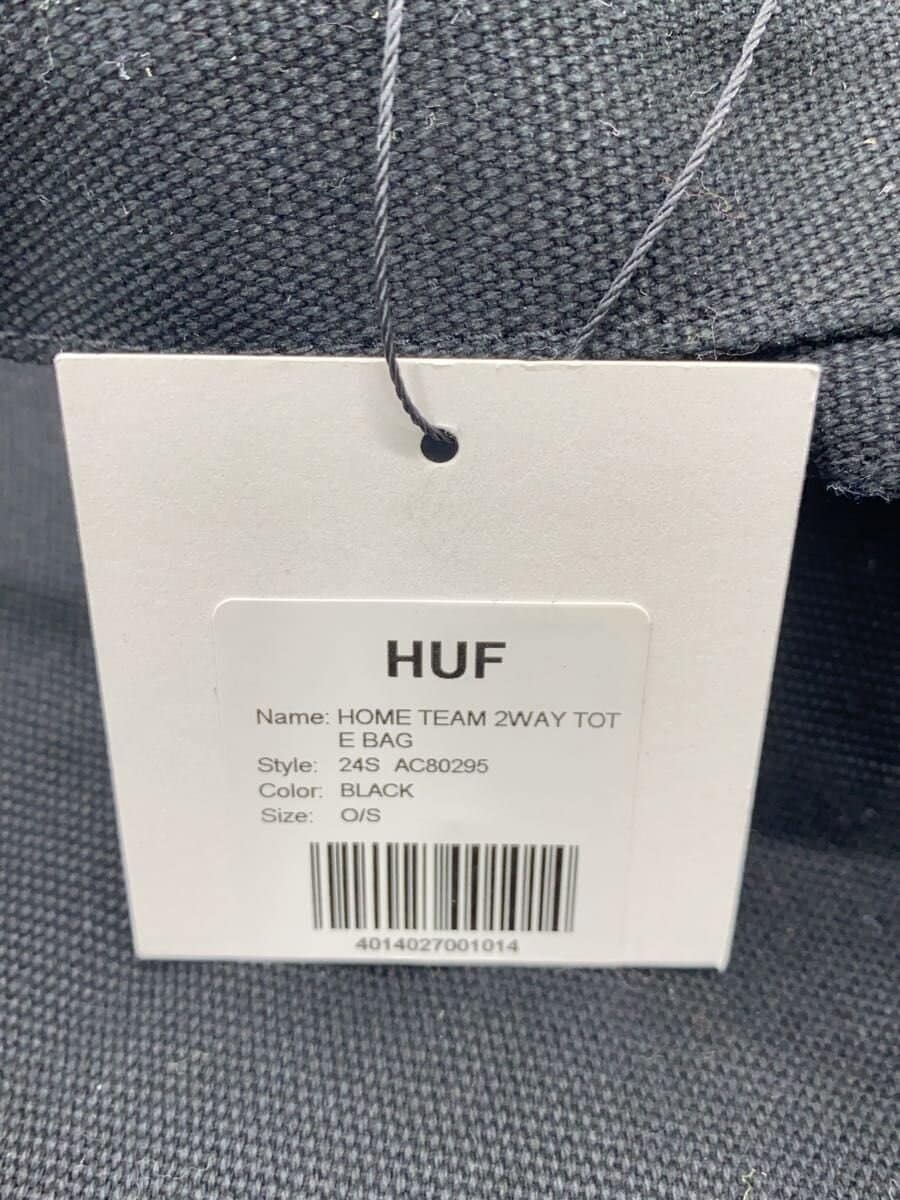 HUF
Name: HOME TEAM 2WAY TOT
E BAG
Style: 24S AC80295
Color: BLACK
Size: O/S
4014027001014